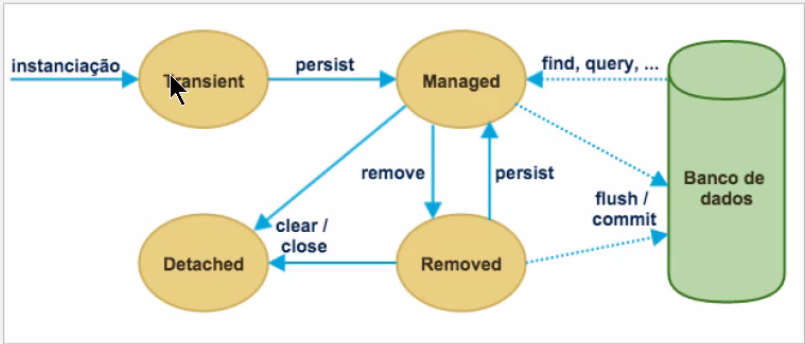 instanciação
Transient
persist
Managed
find, query, ...
remove
persist
Banco de
dados
flush /
commit
clear /
close
Detached
Removed